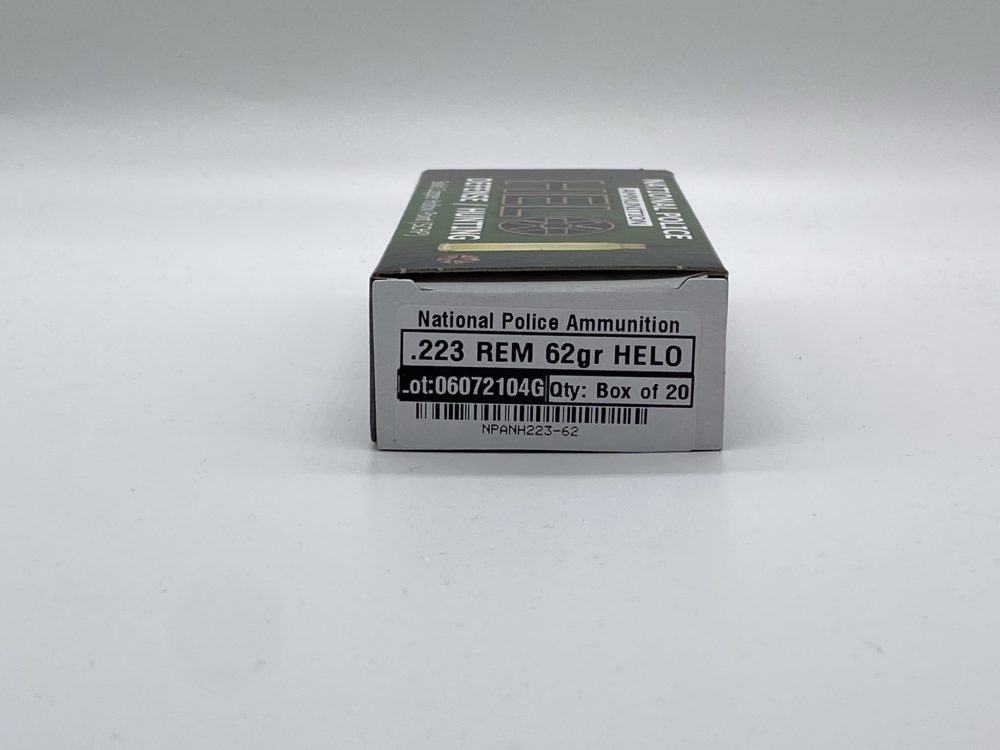 NATIONAL POLICE
AMMUNITION
HELO
DEFENSE / HUNTING
National Police Ammunition
.223 REM 62gr HELO
Lot:06072104G Qty: Box of 20
NPANH223-62